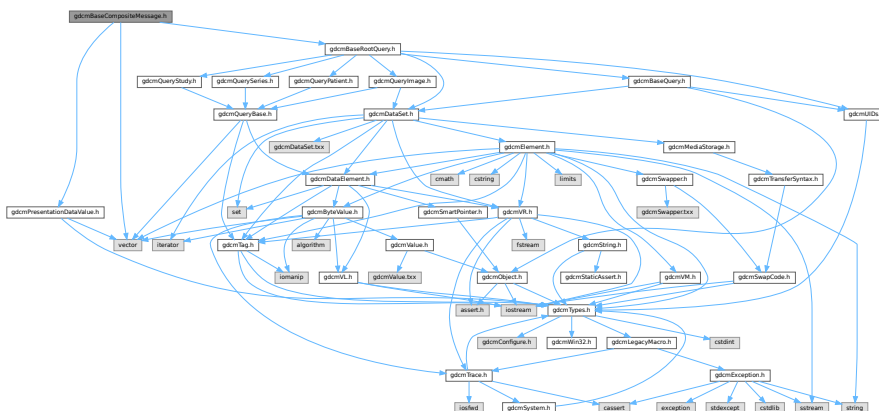 gdcmBaseCompositeMessage.h
gdcmBaseRootQuery.h
gdcmQueryStudy.h
gdcmQuerySeries.h
gdcmQueryPatient.h
gdcmQueryImage.h
gdcmBaseQuery.h
gdcmQueryBase.h
gdcmDataSet.h
gdcmUIDs
gdcmDataSet.txx
gdcmElement.h
gdcmMediaStorage.h
gdcmDataElement.h
cmath
cstring
limits
gdcmSwapper.h
gdcmTransferSyntax.h
gdcmPresentationDataValue.h
set
gdcmByteValue.h
gdcmSmartPointer.h
gdcmVR.h
gdcmSwapper.txx
vector
iterator
gdcmTag.h
algorithm
gdcmValue.h
fstream
gdcmString.h
iomanip
gdcmVL.h
gdcmValue.txx
gdcmObject.h
gdcmStaticAssert.h
gdcmVM.h
gdcmSwapCode.h
assert.h
iostream
gdcmTypes.h
gdcmConfigure.h
gdcmWin32.h
gdcmLegacyMacro.h
cstdint
gdcmTrace.h
gdcmException.h
iosfwd
gdcmSystem.h
cassert
exception
stdexcept
cstdlib
sstream
string